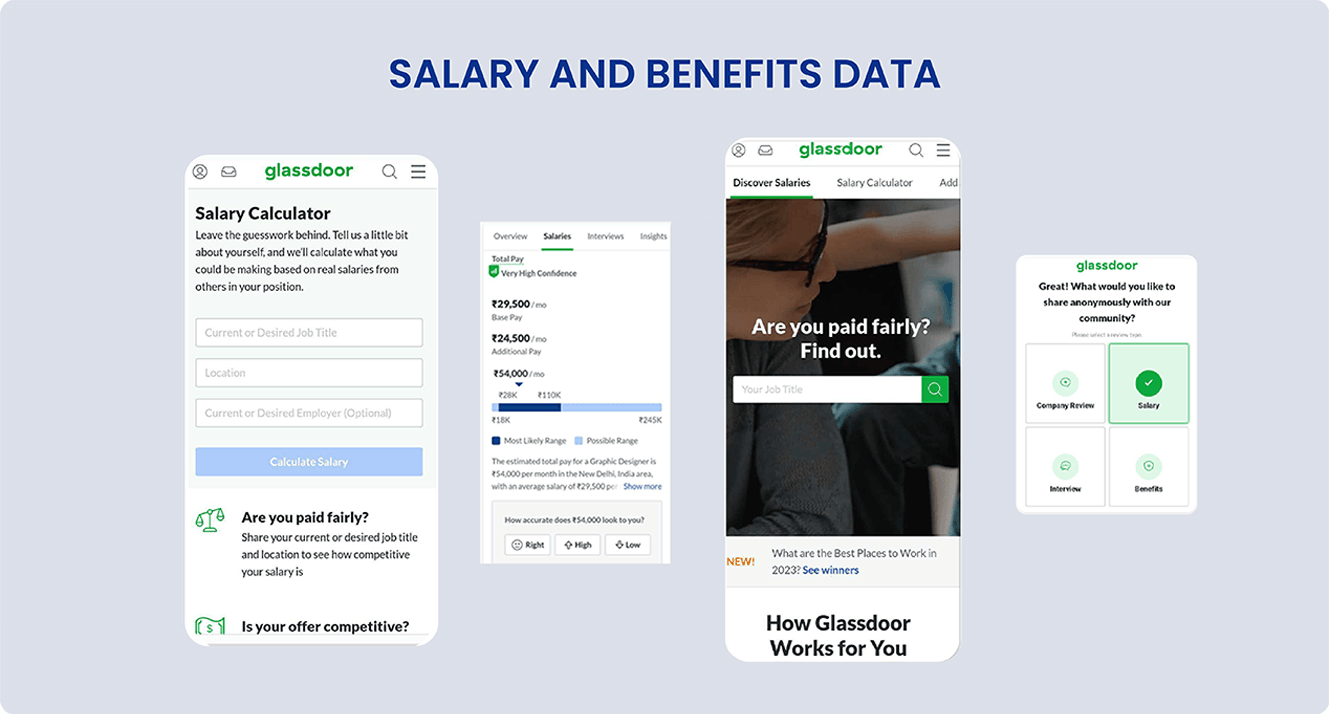 SALARY AND BENEFITS DATA
glassdoor
Salary Calculator
Leave the guesswork behind. Tell us a little bit
about yourself, and we'll calculate what you
could be making based on real salaries from
others in your position.
Current or Desired Job Title
Location
Current or Desired Employer (Optional)
Calculate Salary
Are you paid fairly?
Share your current or desired job title
and location to see how competitive
your salary is
$
Is your offer competitive?
Overview Salaries Interviews Insights
Total Pay
Very High Confidence
₹29,500 / mo
Base Pay
₹24,500 / mo
Additional Pay
₹54,000 / mo
₹28K ₹110K
₹18K ₹245K
Most Likely Range Possible Range
The estimated total pay for a Graphic Designer is
₹54,000 per month in the New Delhi, India area,
with an average salary of ₹29,500 per Show more
How accurate does ₹54,000 look to you?
Right High Low
glassdoor
Discover Salaries Salary Calculator Add
Are you paid fairly?
Find out.
Your Job Title
NEW! What are the Best Places to Work in
2023? See winners
How Glassdoor
Works for You
glassdoor
Great! What would you like to
share anonymously with our
community?
Please select a review type.
Company Review Salary
Interview Benefits